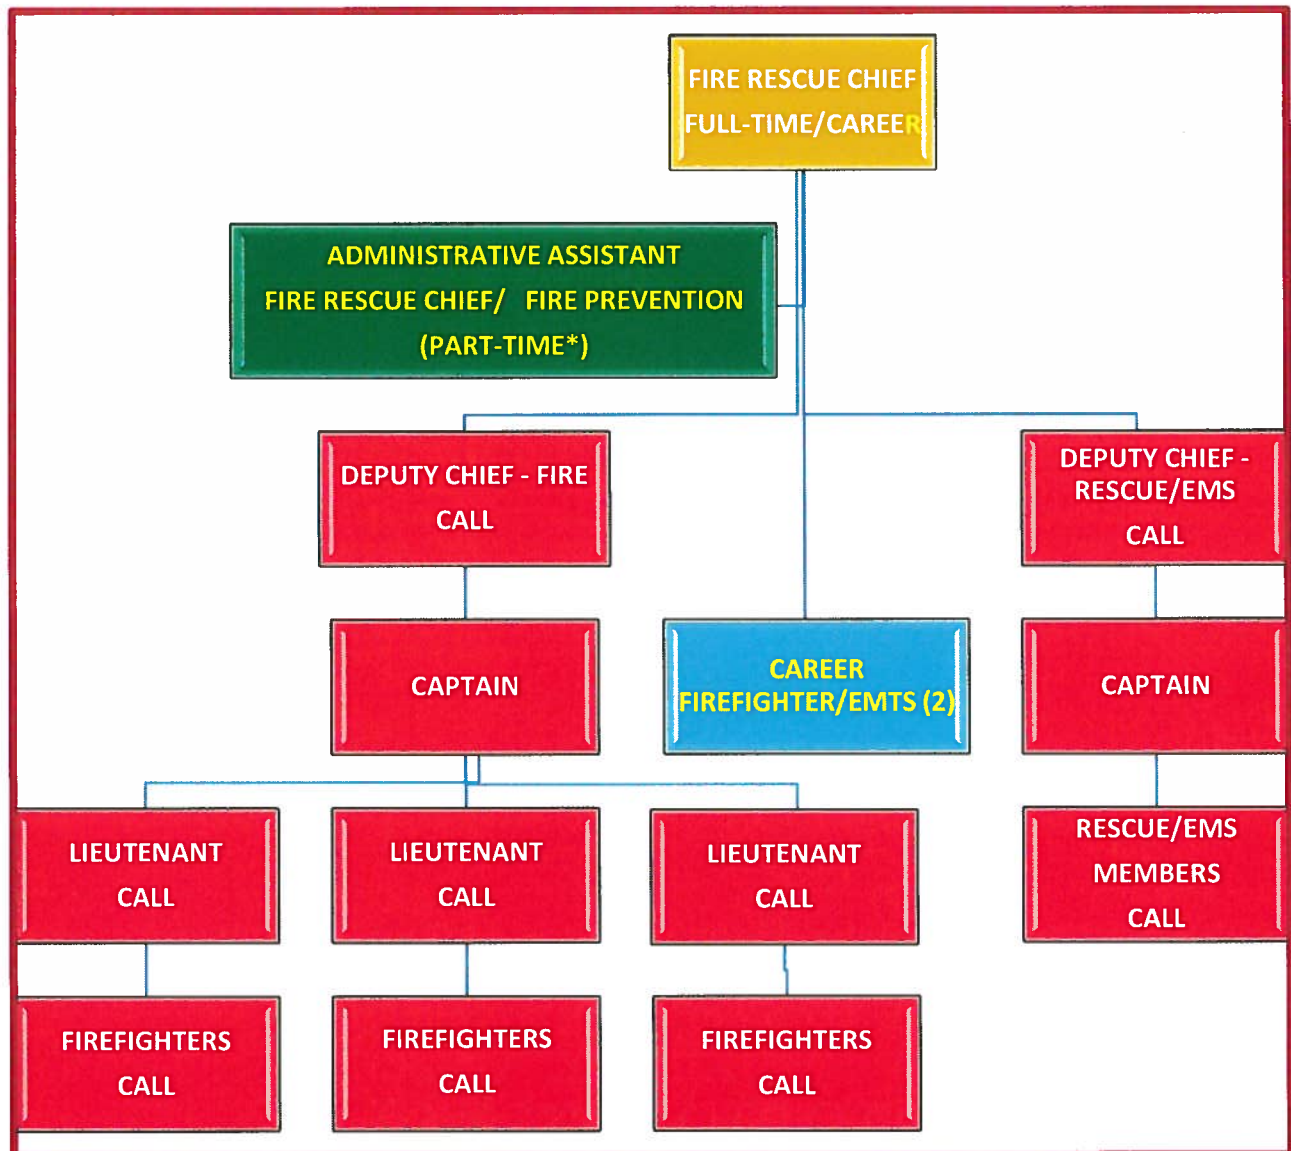 FIRE RESCUE CHIEF
FULL-TIME/CAREER
ADMINISTRATIVE ASSISTANT
FIRE RESCUE CHIEF/ FIRE PREVENTION
(PART-TIME*)
DEPUTY CHIEF - FIRE
CALL
DEPUTY CHIEF -
RESCUE/EMS
CALL
CAPTAIN
CAREER
FIREFIGHTER/EMTS (2)
CAPTAIN
LIEUTENANT
CALL
LIEUTENANT
CALL
LIEUTENANT
CALL
RESCUE/EMS
MEMBERS
CALL
FIREFIGHTERS
CALL
FIREFIGHTERS
CALL
FIREFIGHTERS
CALL